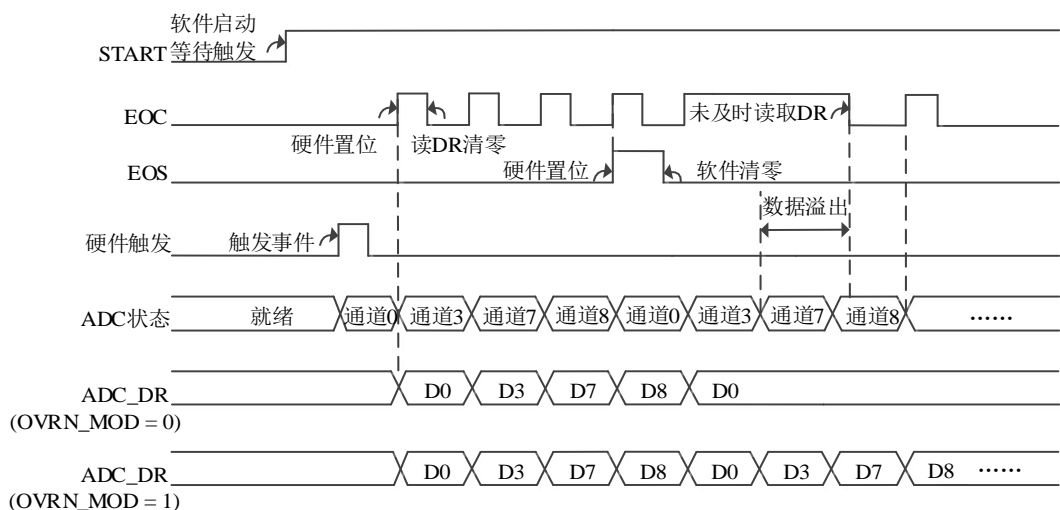 软件启动
START 等待触发
EOC
未及时读取DR
硬件置位 读DR清零
EOS
硬件置位 软件清零
数据溢出
硬件触发 触发事件
ADC状态 就绪 通道0 通道3 通道7 通道8 通道0 通道3 通道7 通道8 ······
ADC_DR D0 D3 D7 D8 D0
(OVRN_MOD = 0)
ADC_DR D0 D3 D7 D8 D0 D3 D7 D8 ······
(OVRN_MOD = 1)